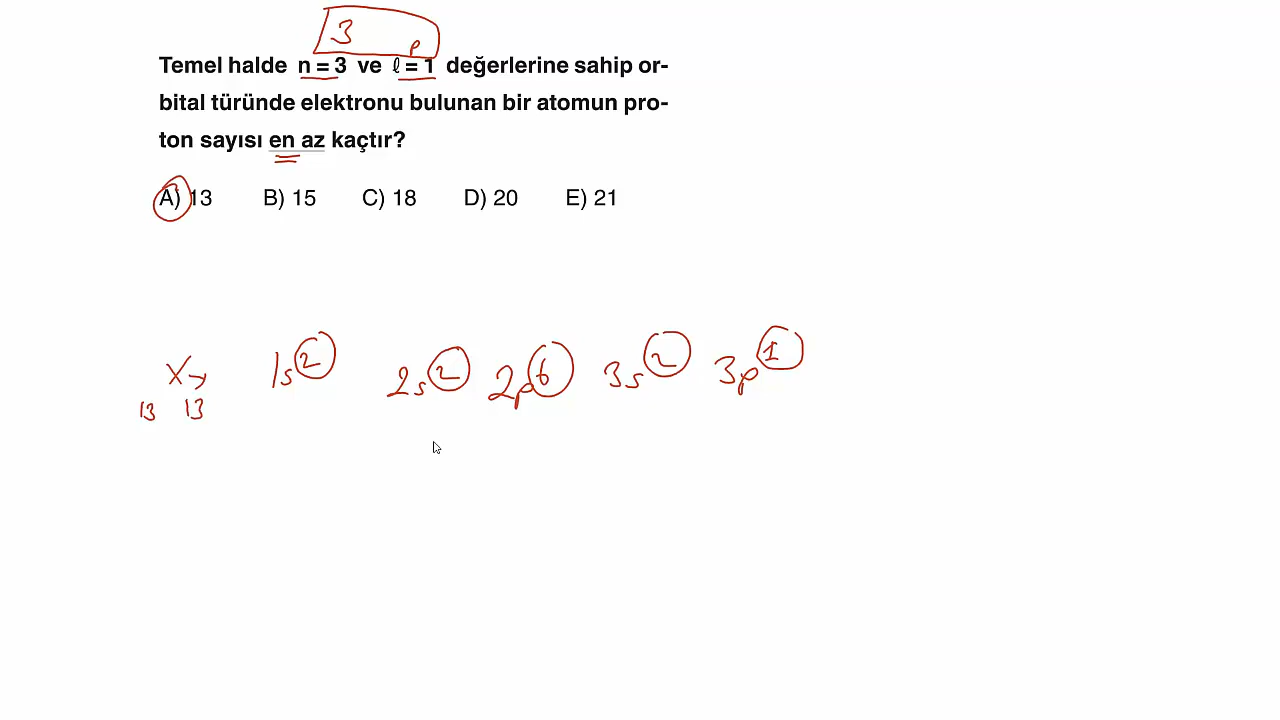 3 p
Temel halde n = 3 ve ℓ = 1 değerlerine sahip or-
bital türünde elektronu bulunan bir atomun pro-
ton sayısı en az kaçtır?
A) 13 B) 15 C) 18 D) 20 E) 21
X→ 1s² 2s² 2p⁶ 3s² 3p¹
13 13